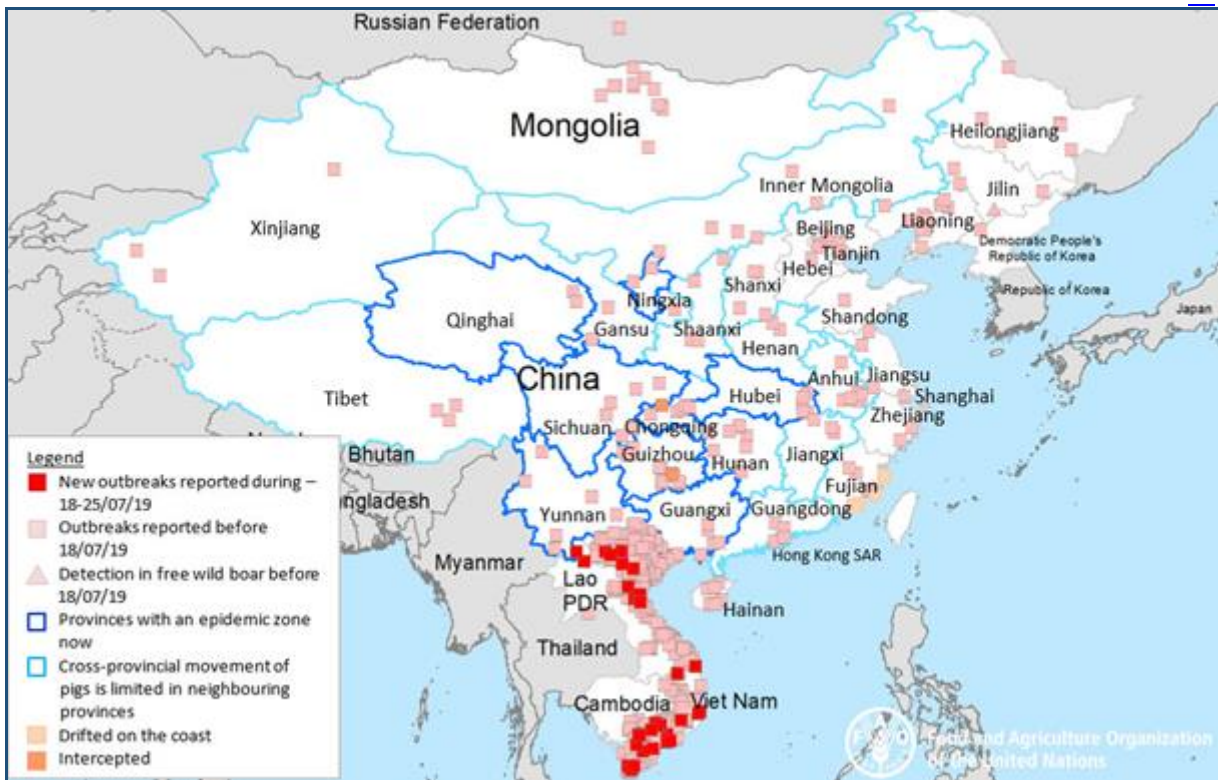 Russian Federation
Mongolia
Heilongjiang
Inner Mongolia
Jilin
Xinjiang
Beijing
Liaoning
Tianjin
Hebei
Democratic People's
Republic of Korea
Shanxi
Republic of Korea
Ningxia
Japan
Qinghai
Gansu
Shaanxi
Shandong
Henan
China
Anhui
Jiangsu
Hubei
Shanghai
Tibet
Zhejiang
Sichuan
Chongqing
Bhutan
Guizhou
Hunan
Jiangxi
Fujian
ngladesh
Yunnan
Guangxi
Guangdong
Myanmar
Hong Kong SAR
Lao
PDR
Hainan
Thailand
Cambodia
Viet Nam
Legend
New outbreaks reported during –
18-25/07/19
Outbreaks reported before
18/07/19
Detection in free wild boar before
18/07/19
Provinces with an epidemic zone
now
Cross-provincial movement of
pigs is limited in neighbouring
provinces
Drifted on the coast
Intercepted
Food and Agriculture Organization
of the United Nations